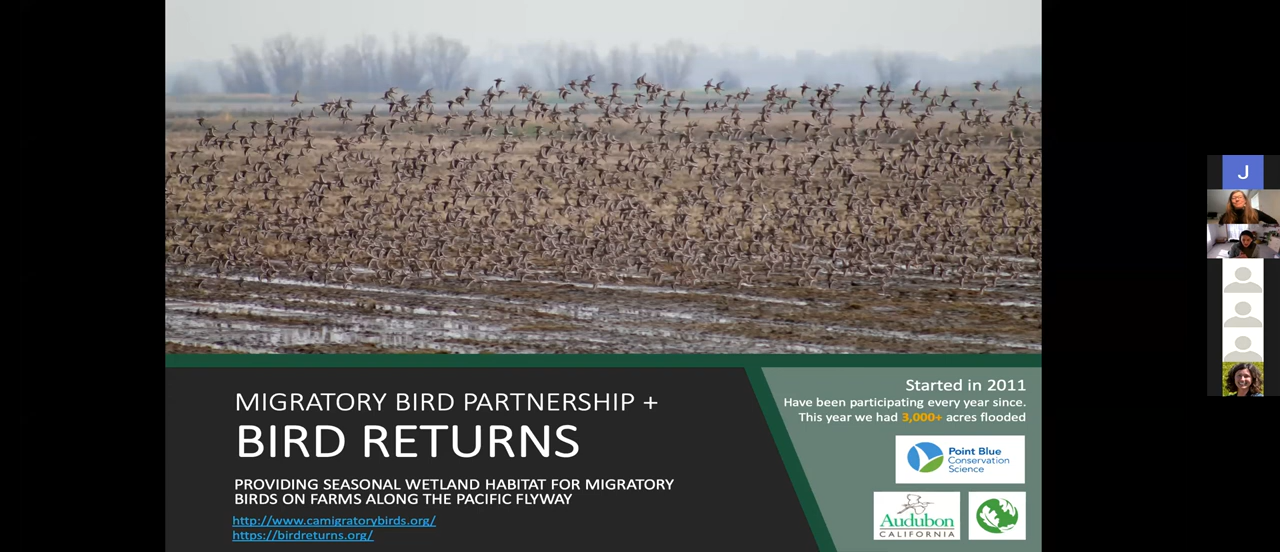 J
MIGRATORY BIRD PARTNERSHIP +
BIRD RETURNS
PROVIDING SEASONAL WETLAND HABITAT FOR MIGRATORY
BIRDS ON FARMS ALONG THE PACIFIC FLYWAY
http://www.camigratorybirds.org/
https://birdreturns.org/
Started in 2011
Have been participating every year since.
This year we had 3,000+ acres flooded
Point Blue
Conservation
Science
Audubon
CALIFORNIA